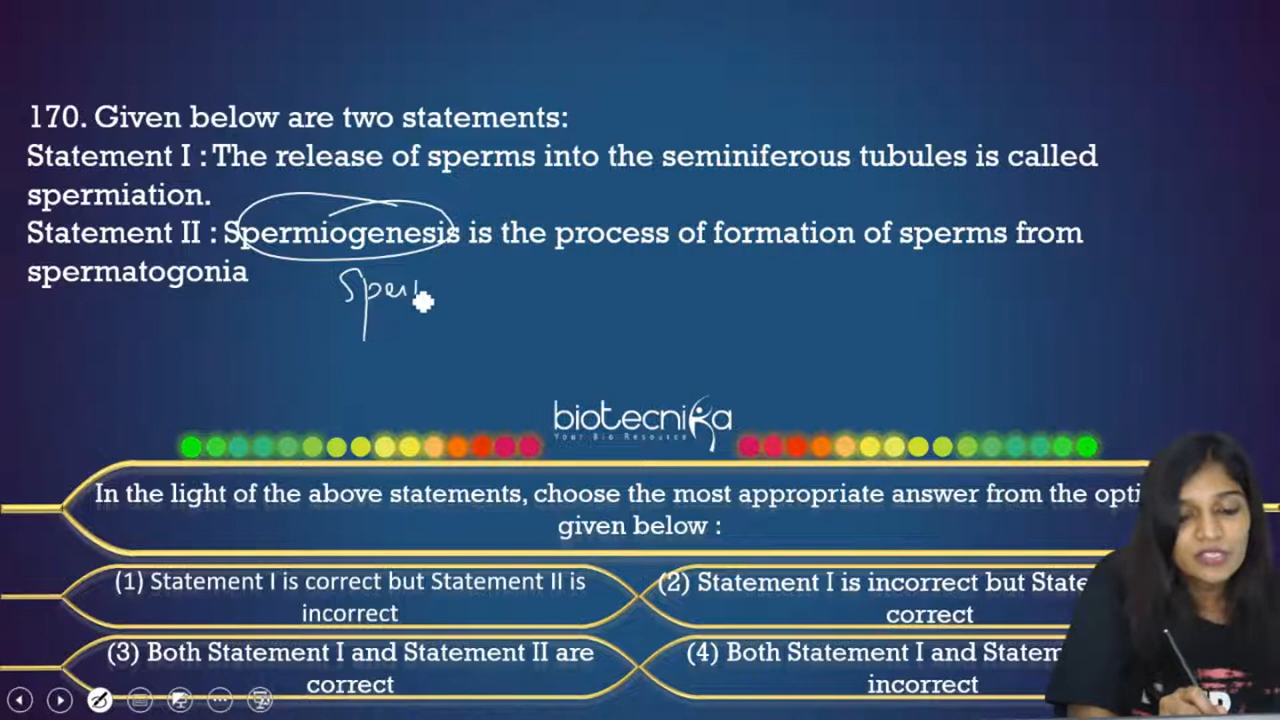 170. Given below are two statements:
Statement I : The release of sperms into the seminiferous tubules is called
spermiation.
Statement II : Spermiogenesis is the process of formation of sperms from
spermatogonia
Sper
biotecnika
Your Bio Resource
In the light of the above statements, choose the most appropriate answer from the opti
given below :
(1) Statement I is correct but Statement II is
incorrect
(2) Statement I is incorrect but State
correct
(3) Both Statement I and Statement II are
correct
(4) Both Statement I and Statem
incorrect